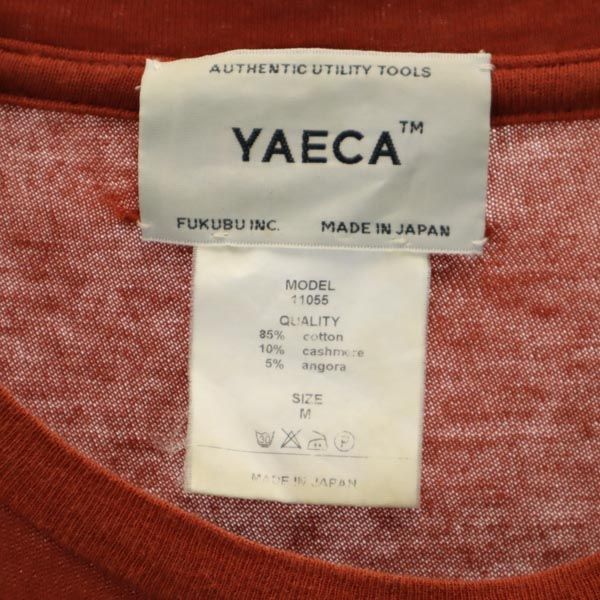 AUTHENTIC UTILITY TOOLS
YAECA™
FUKUBU INC. MADE IN JAPAN
MODEL
11055
QUALITY
85% cotton
10% cashmere
5% angora
SIZE
M
30 P
MADE IN JAPAN